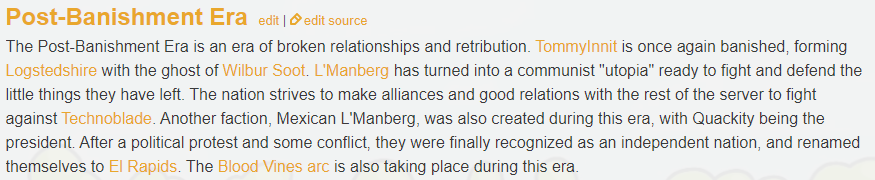 Post-Banishment Era edit | edit source
The Post-Banishment Era is an era of broken relationships and retribution. TommyInnit is once again banished, forming
Logstedshire with the ghost of Wilbur Soot. L'Manberg has turned into a communist "utopia" ready to fight and defend the
little things they have left. The nation strives to make alliances and good relations with the rest of the server to fight
against Technoblade. Another faction, Mexican L'Manberg, was also created during this era, with Quackity being the
president. After a political protest and some conflict, they were finally recognized as an independent nation, and renamed
themselves to El Rapids. The Blood Vines arc is also taking place during this era.